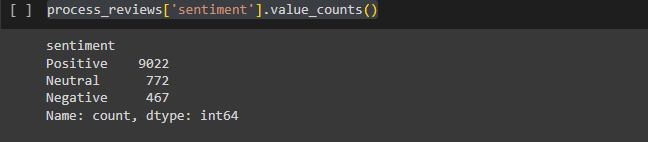 [ ] process_reviews['sentiment'].value_counts()
sentiment
Positive    9022
Neutral      772
Negative     467
Name: count, dtype: int64